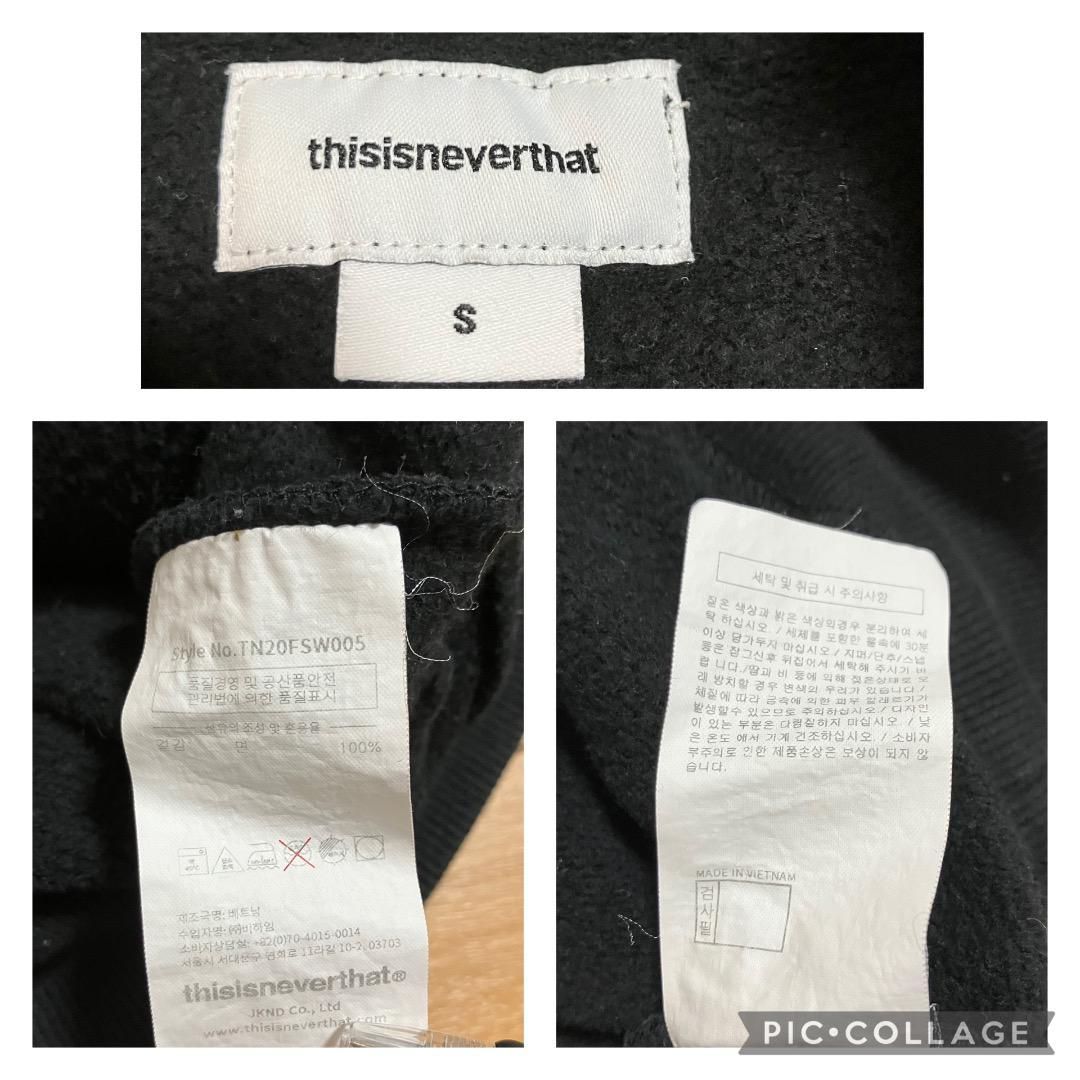 thisisneverthat
S
Style No.TN20FSW005
품질경영 및 공산품안전
관리법에 의한 품질표시
섬유의 조성 및 혼용율
겉감 면 100%
제조국명: 베트남
수입자명: ㈜비하임
소비자상담실: +82(0)70-4015-0014
서울시 서대문구 연희로 11라길 10-2, 03703
thisisneverthat®
JKND Co., Ltd
www.thisisneverthat.com
세탁 및 취급 시 주의사항
짙은 색상과 밝은 색상의경우 분리하여 세
탁 하십시오. / 세제를 포함한 물속에 30분
이상 담가두지 마십시오. / 지퍼/단추/스냅
등은 잠그신후 뒤집어서 세탁해 주시기 바
랍 니다./땀과 비 등에 의해 젖은상태로 오
래 방치할 경우 변색의 우려가 있습니다. /
체질에 따라 금속에 의한 피부 알레르기가
발생할수 있으므로 주의하십시오. / 디자인
이 있는 부분은 다림질하지 마십시오. / 낮
은 온도 에서 기계 건조하십시오. / 소비자
부주의로 인한 제품손상은 보상이 되지 않
습니다.
MADE IN VIETNAM
검사필
PIC•COLLAGE